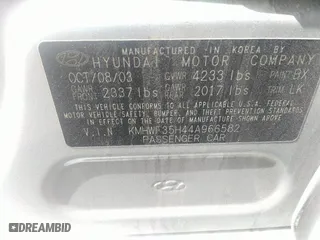 MANUFACTURED IN KOREA BY
HYUNDAI MOTOR COMPANY
OCT/08/03 GVWR 4233 lbs PAINT BX
GAWR FRONT 2337 lbs GAWR REAR 2017 lbs TRIM LK
THIS VEHICLE CONFORMS TO ALL APPLICABLE U.S.A. FEDERAL
MOTOR VEHICLE SAFETY, BUMPER, AND THEFT PREVENTION STANDARDS
IN EFFECT ON THE DATE OF MANUFACTURE SHOWN ABOVE.
V.I.N KMHWF35H44A966582
PASSENGER CAR
© RIDESAFELY